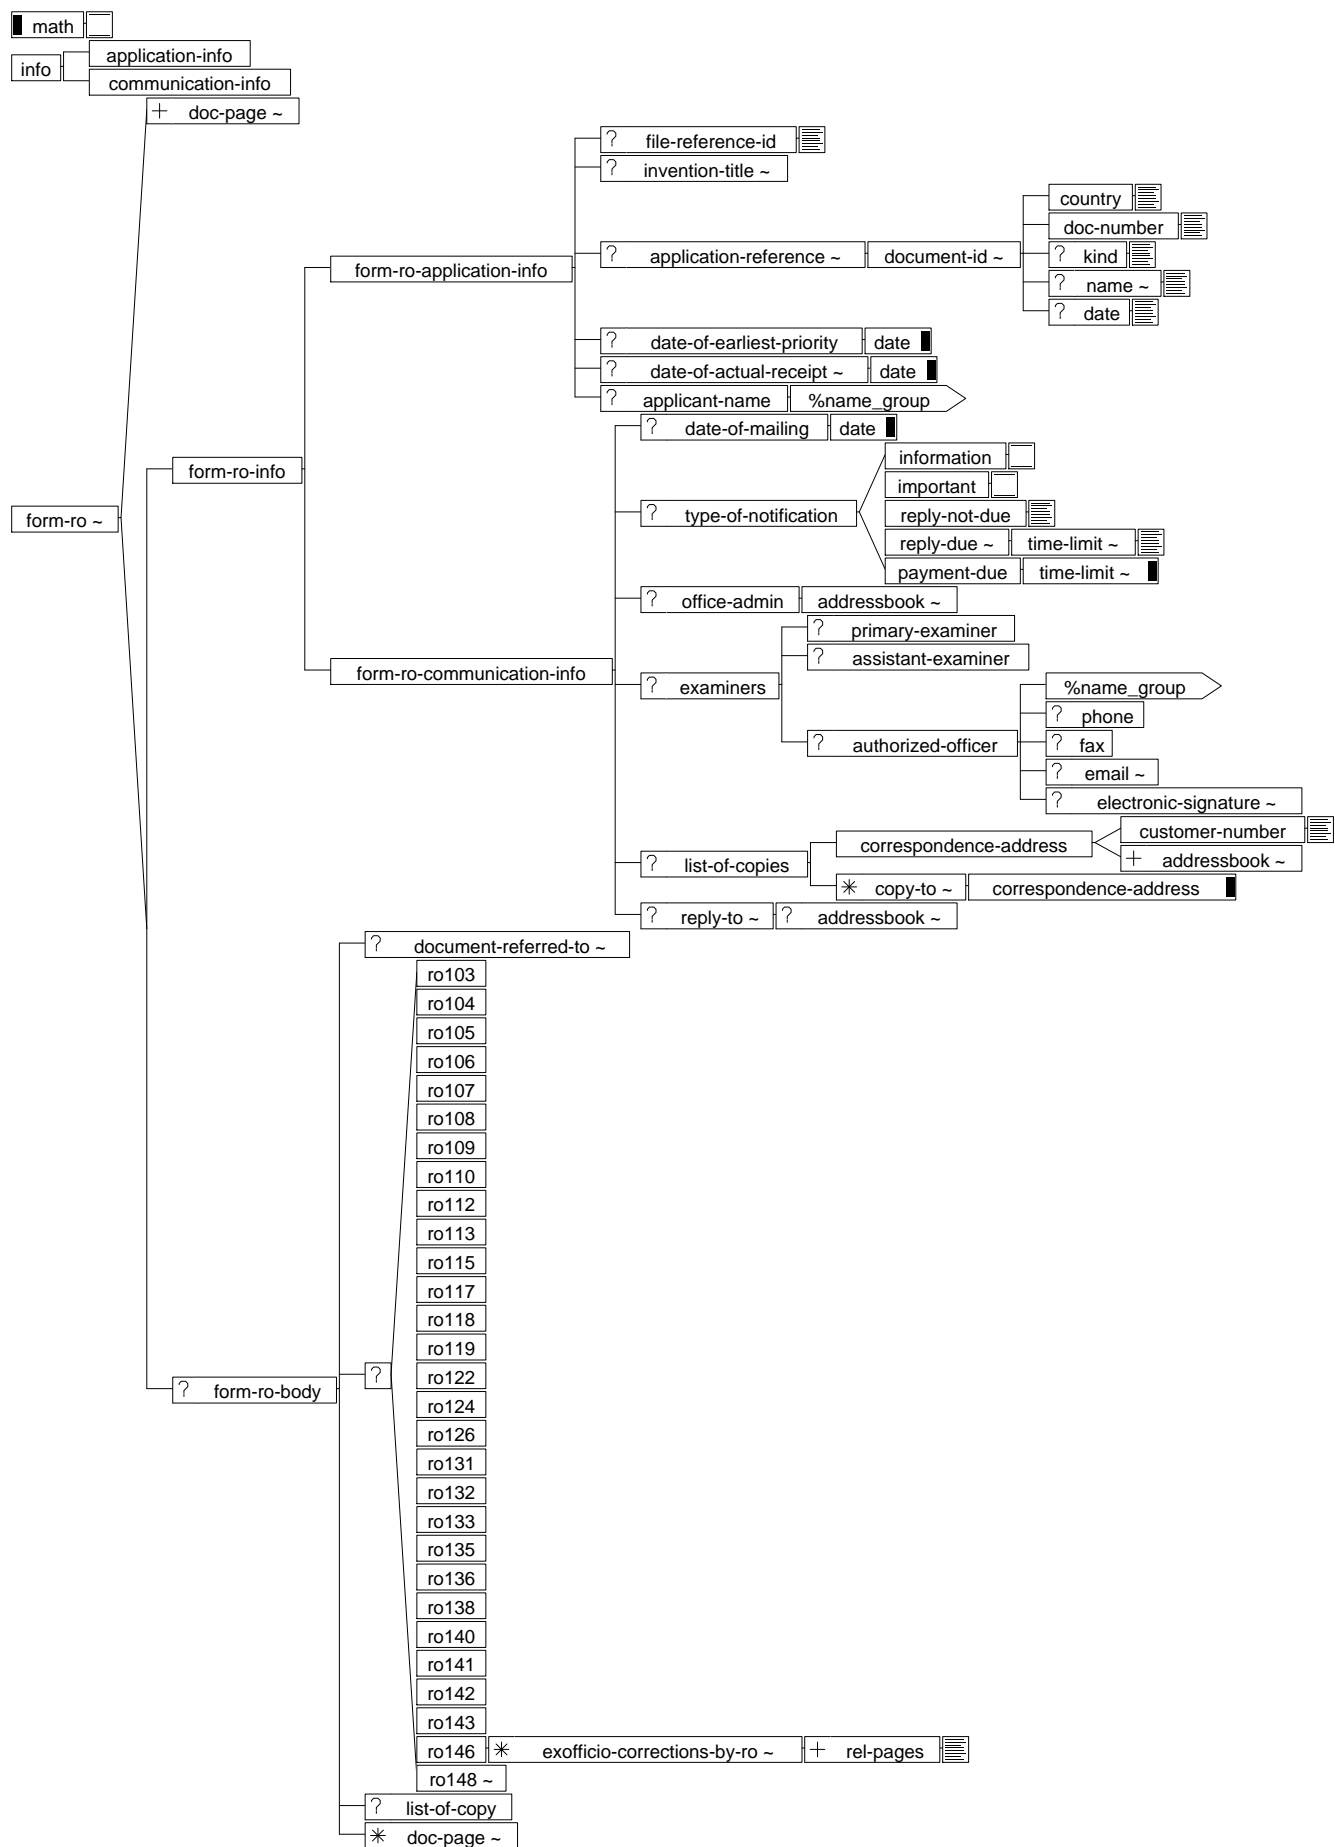 math
application-info
info
communication-info
+ doc-page ~
? file-reference-id
? invention-title ~
country
doc-number
form-ro-application-info ? application-reference ~ document-id ~ ? kind
? name ~
? date
? date-of-earliest-priority date
? date-of-actual-receipt ~ date
? applicant-name %name_group
? date-of-mailing date
form-ro-info information
important
form-ro ~ ? type-of-notification reply-not-due
reply-due ~ time-limit ~
payment-due time-limit ~
? office-admin addressbook ~
? primary-examiner
? assistant-examiner
form-ro-communication-info ? examiners %name_group
? phone
? authorized-officer ? fax
? email ~
? electronic-signature ~
customer-number
correspondence-address
? list-of-copies + addressbook ~
* copy-to ~ correspondence-address
? reply-to ~ ? addressbook ~
? document-referred-to ~
ro103
ro104
ro105
ro106
ro107
ro108
ro109
ro110
ro112
ro113
ro115
ro117
ro118
ro119
? ro122
? form-ro-body ro124
ro126
ro131
ro132
ro133
ro135
ro136
ro138
ro140
ro141
ro142
ro143
ro146 * exofficio-corrections-by-ro ~ + rel-pages
ro148 ~
? list-of-copy
* doc-page ~